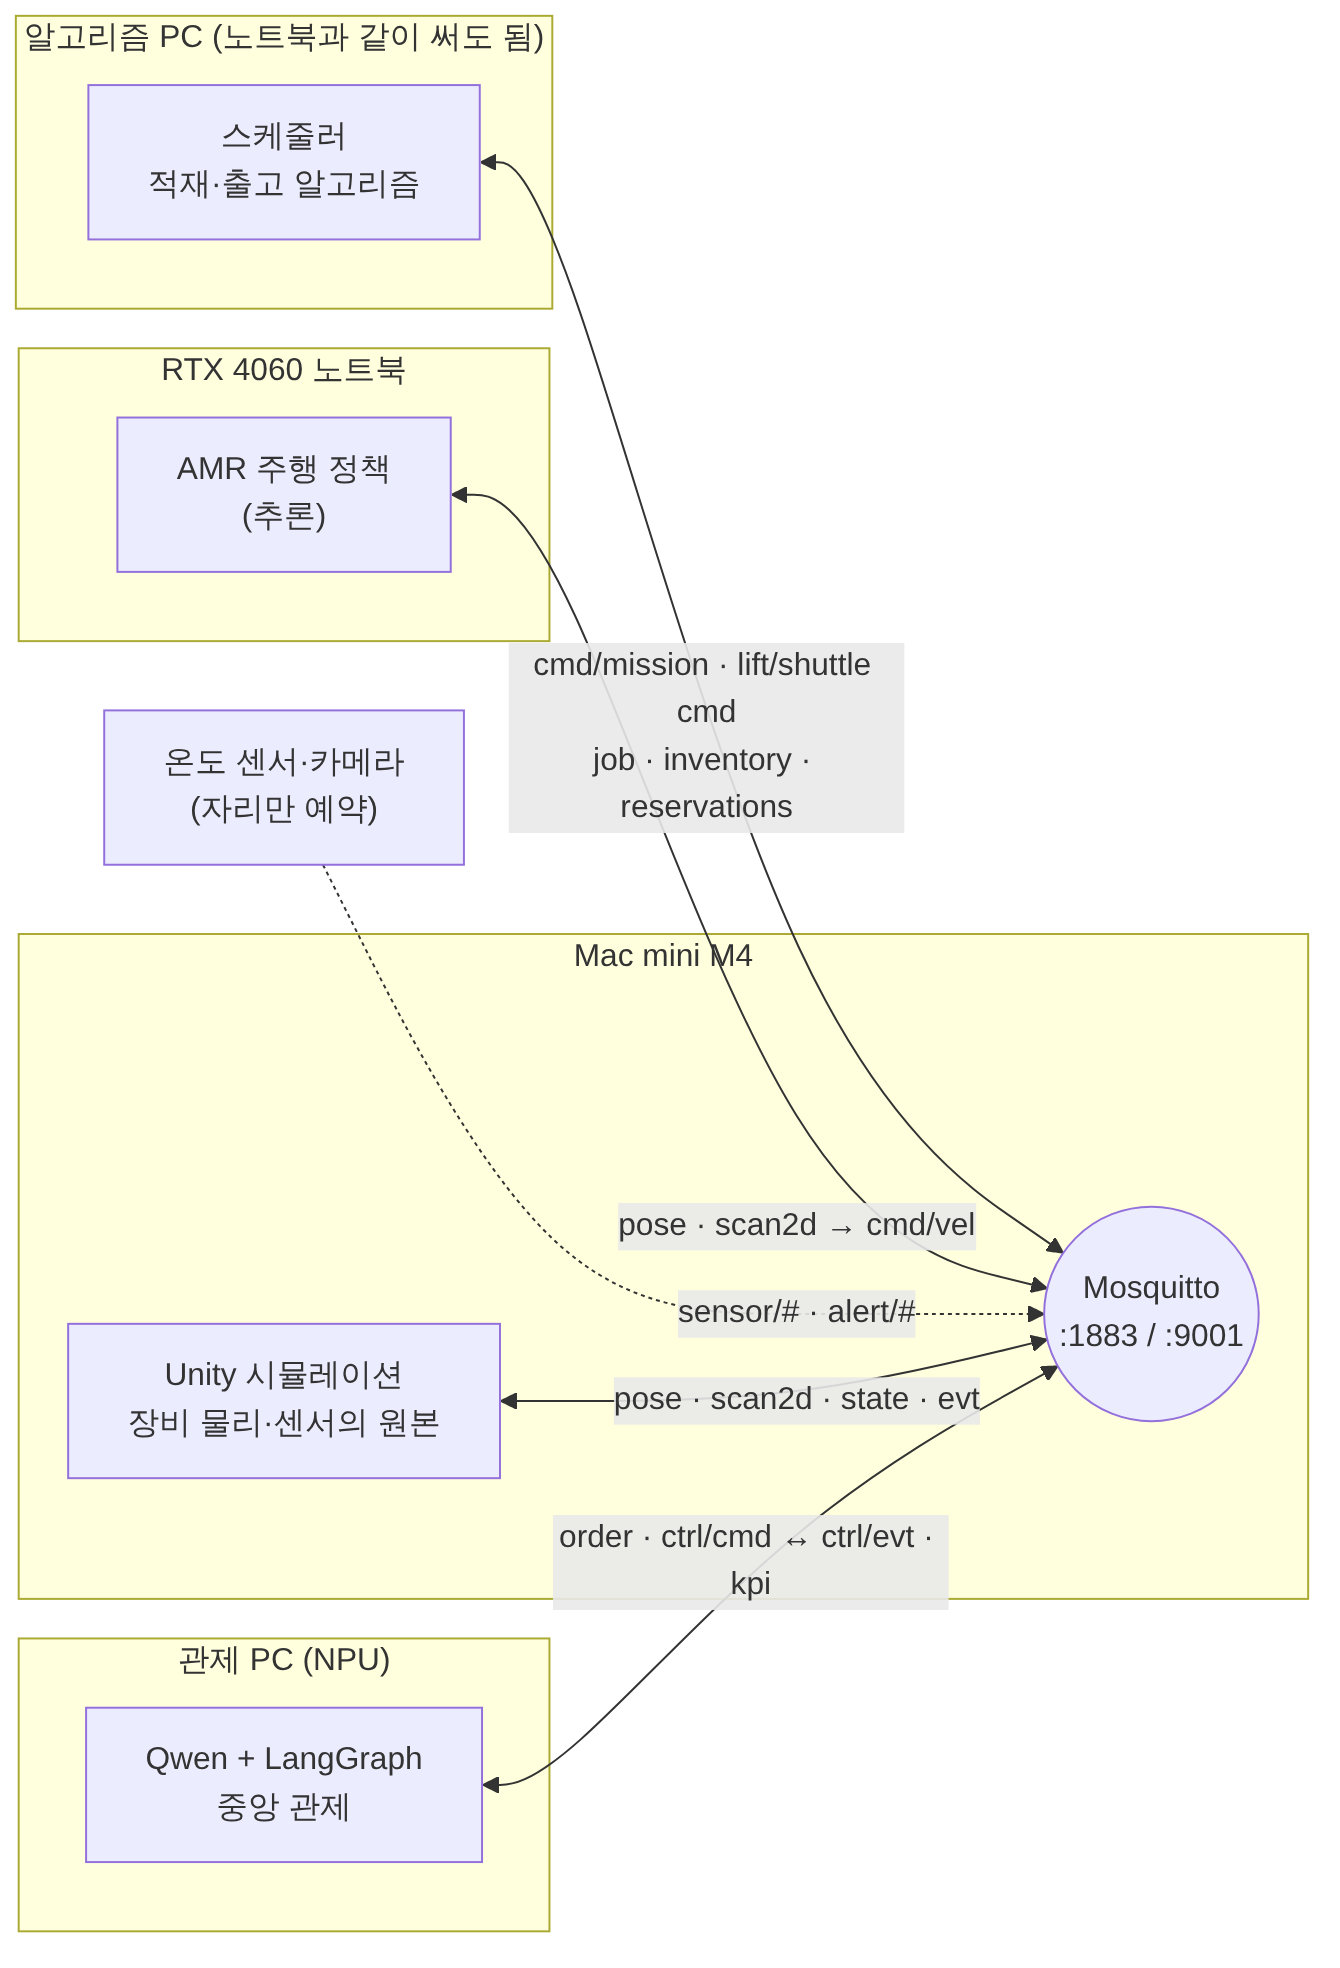 알고리즘 PC (노트북과 같이 써도 됨)
스케줄러
적재·출고 알고리즘
RTX 4060 노트북
AMR 주행 정책
(추론)
cmd/mission · lift/shuttle
cmd
job · inventory ·
reservations
온도 센서·카메라
(자리만 예약)
Mac mini M4
pose · scan2d → cmd/vel
sensor/# · alert/#
Mosquitto
:1883 / :9001
Unity 시뮬레이션
장비 물리·센서의 원본
pose · scan2d · state · evt
order · ctrl/cmd ↔ ctrl/evt ·
kpi
관제 PC (NPU)
Qwen + LangGraph
중앙 관제